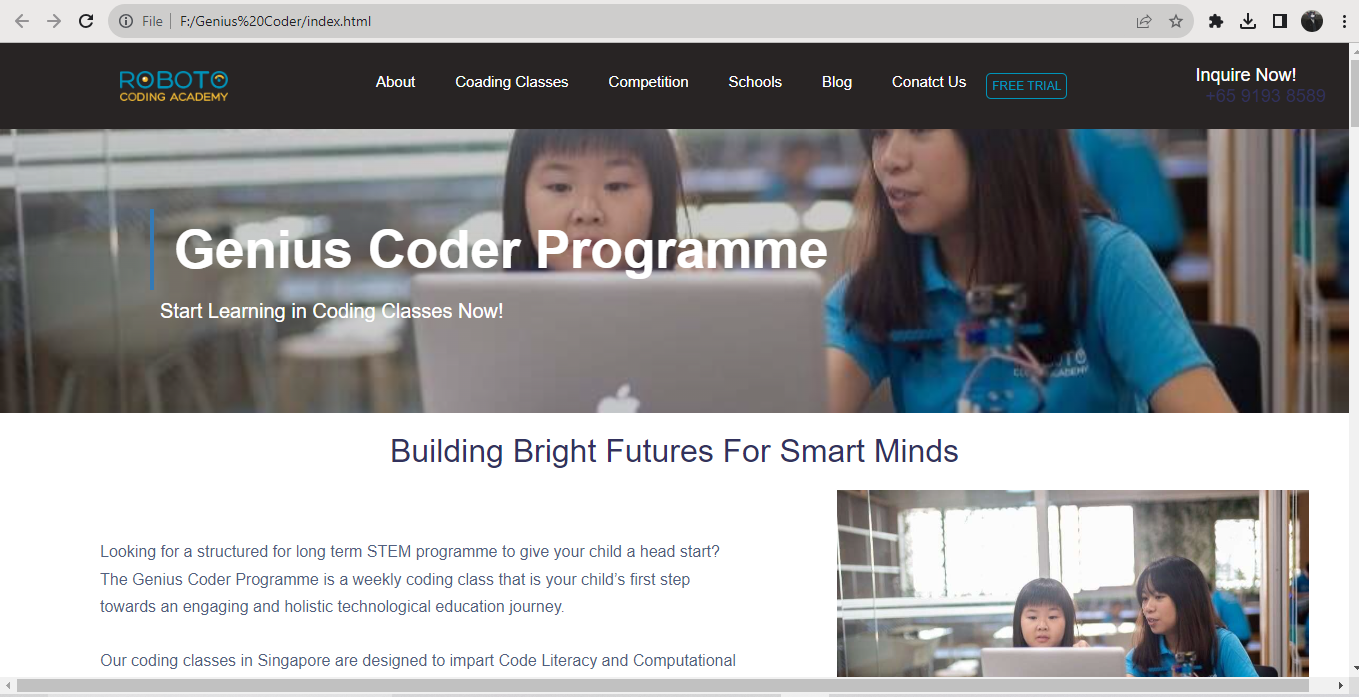 File F:/Genius%20Coder/index.html
ROBOTO
CODING ACADEMY
About Coading Classes Competition Schools Blog Conatct Us FREE TRIAL
Inquire Now!
+65 9193 8589
Genius Coder Programme
Start Learning in Coding Classes Now!
Building Bright Futures For Smart Minds
Looking for a structured for long term STEM programme to give your child a head start?
The Genius Coder Programme is a weekly coding class that is your child’s first step
towards an engaging and holistic technological education journey.
Our coding classes in Singapore are designed to impart Code Literacy and Computational